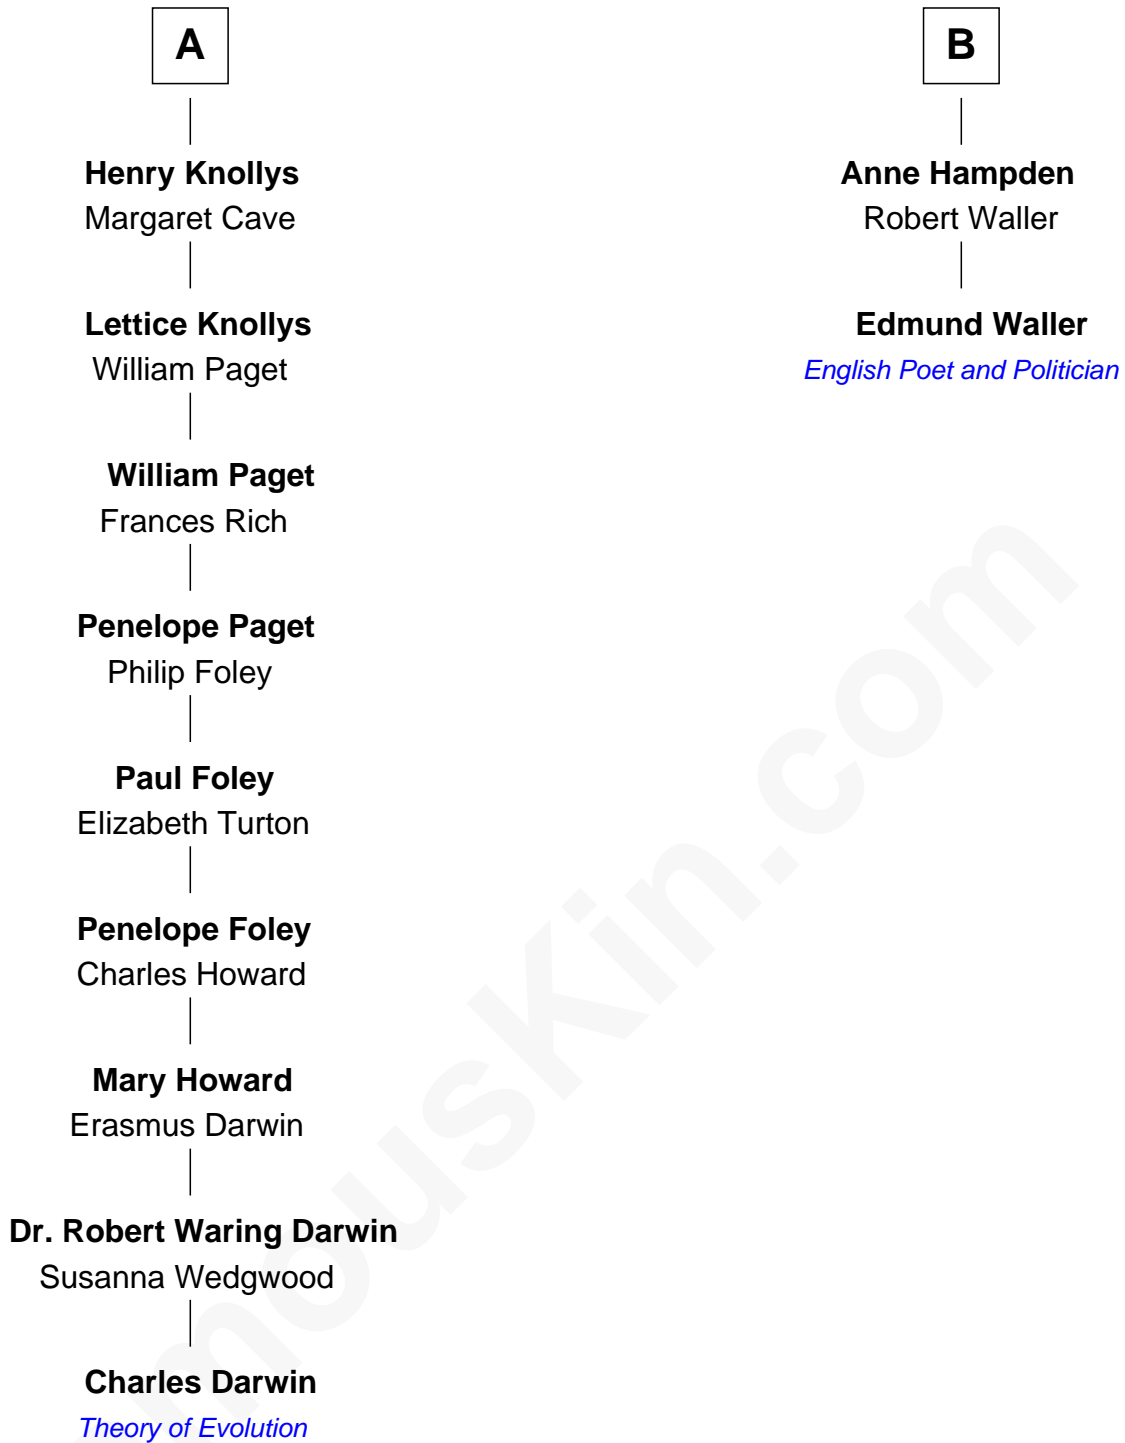 A
Henry Knollys
Margaret Cave
Lettice Knollys
William Paget
William Paget
Frances Rich
Penelope Paget
Philip Foley
Paul Foley
Elizabeth Turton
Penelope Foley
Charles Howard
Mary Howard
Erasmus Darwin
Dr. Robert Waring Darwin
Susanna Wedgwood
Charles Darwin
Theory of Evolution
B
Anne Hampden
Robert Waller
Edmund Waller
English Poet and Politician
mousKin.com